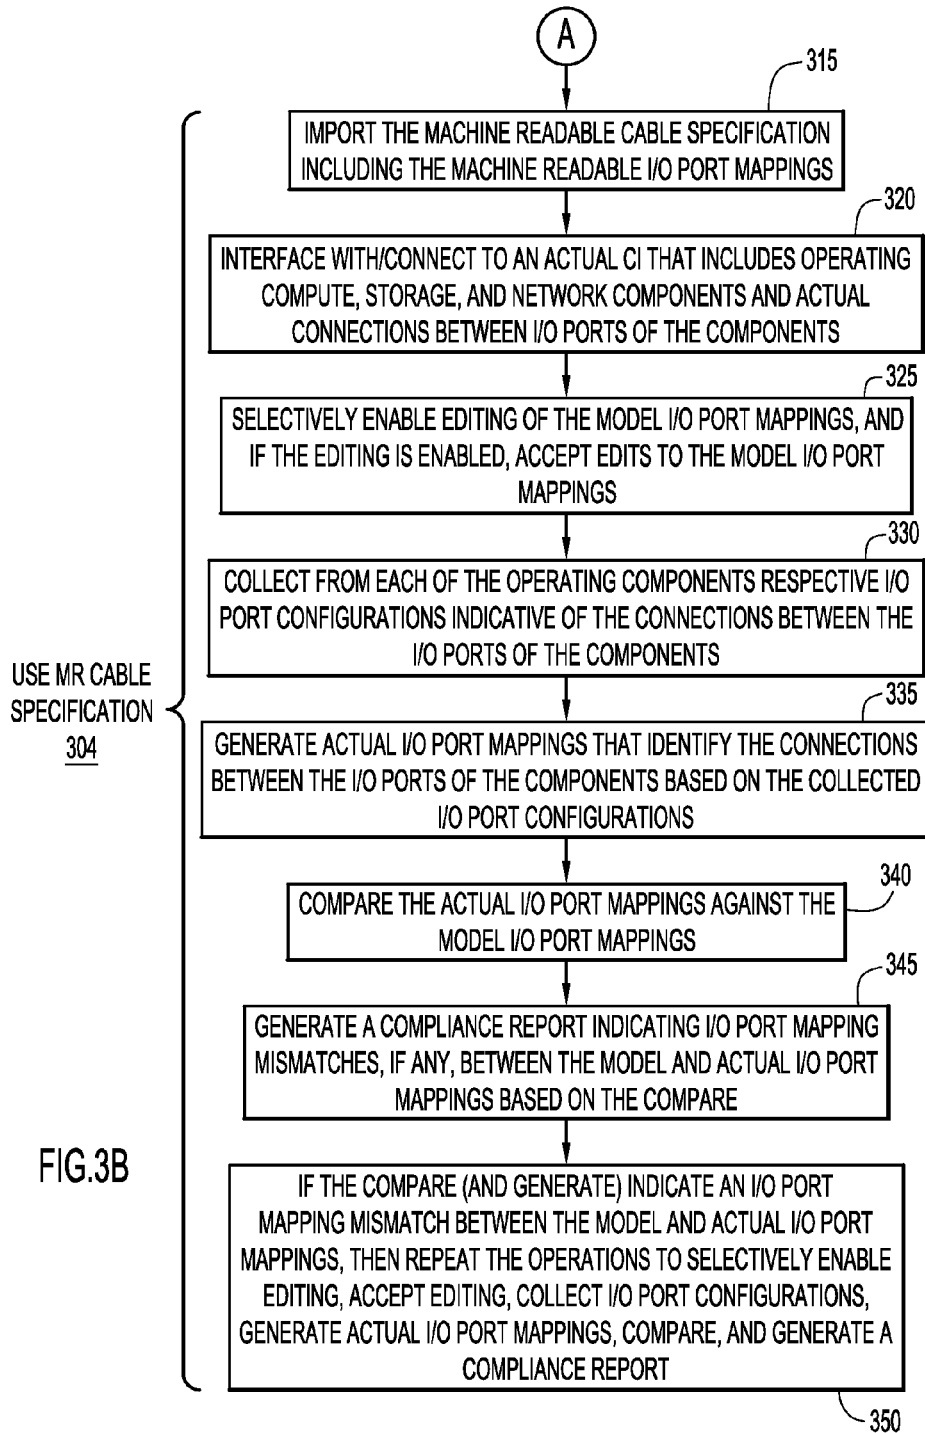 A
315
IMPORT THE MACHINE READABLE CABLE SPECIFICATION
INCLUDING THE MACHINE READABLE I/O PORT MAPPINGS
320
INTERFACE WITH/CONNECT TO AN ACTUAL CI THAT INCLUDES OPERATING
COMPUTE, STORAGE, AND NETWORK COMPONENTS AND ACTUAL
CONNECTIONS BETWEEN I/O PORTS OF THE COMPONENTS
325
SELECTIVELY ENABLE EDITING OF THE MODEL I/O PORT MAPPINGS, AND
IF THE EDITING IS ENABLED, ACCEPT EDITS TO THE MODEL I/O PORT
MAPPINGS
330
COLLECT FROM EACH OF THE OPERATING COMPONENTS RESPECTIVE I/O
PORT CONFIGURATIONS INDICATIVE OF THE CONNECTIONS BETWEEN THE
I/O PORTS OF THE COMPONENTS
USE MR CABLE
SPECIFICATION
304
335
GENERATE ACTUAL I/O PORT MAPPINGS THAT IDENTIFY THE CONNECTIONS
BETWEEN THE I/O PORTS OF THE COMPONENTS BASED ON THE COLLECTED
I/O PORT CONFIGURATIONS
340
COMPARE THE ACTUAL I/O PORT MAPPINGS AGAINST THE
MODEL I/O PORT MAPPINGS
345
GENERATE A COMPLIANCE REPORT INDICATING I/O PORT MAPPING
MISMATCHES, IF ANY, BETWEEN THE MODEL AND ACTUAL I/O PORT
MAPPINGS BASED ON THE COMPARE
FIG.3B
IF THE COMPARE (AND GENERATE) INDICATE AN I/O PORT
MAPPING MISMATCH BETWEEN THE MODEL AND ACTUAL I/O PORT
MAPPINGS, THEN REPEAT THE OPERATIONS TO SELECTIVELY ENABLE
EDITING, ACCEPT EDITING, COLLECT I/O PORT CONFIGURATIONS,
GENERATE ACTUAL I/O PORT MAPPINGS, COMPARE, AND GENERATE A
COMPLIANCE REPORT
350